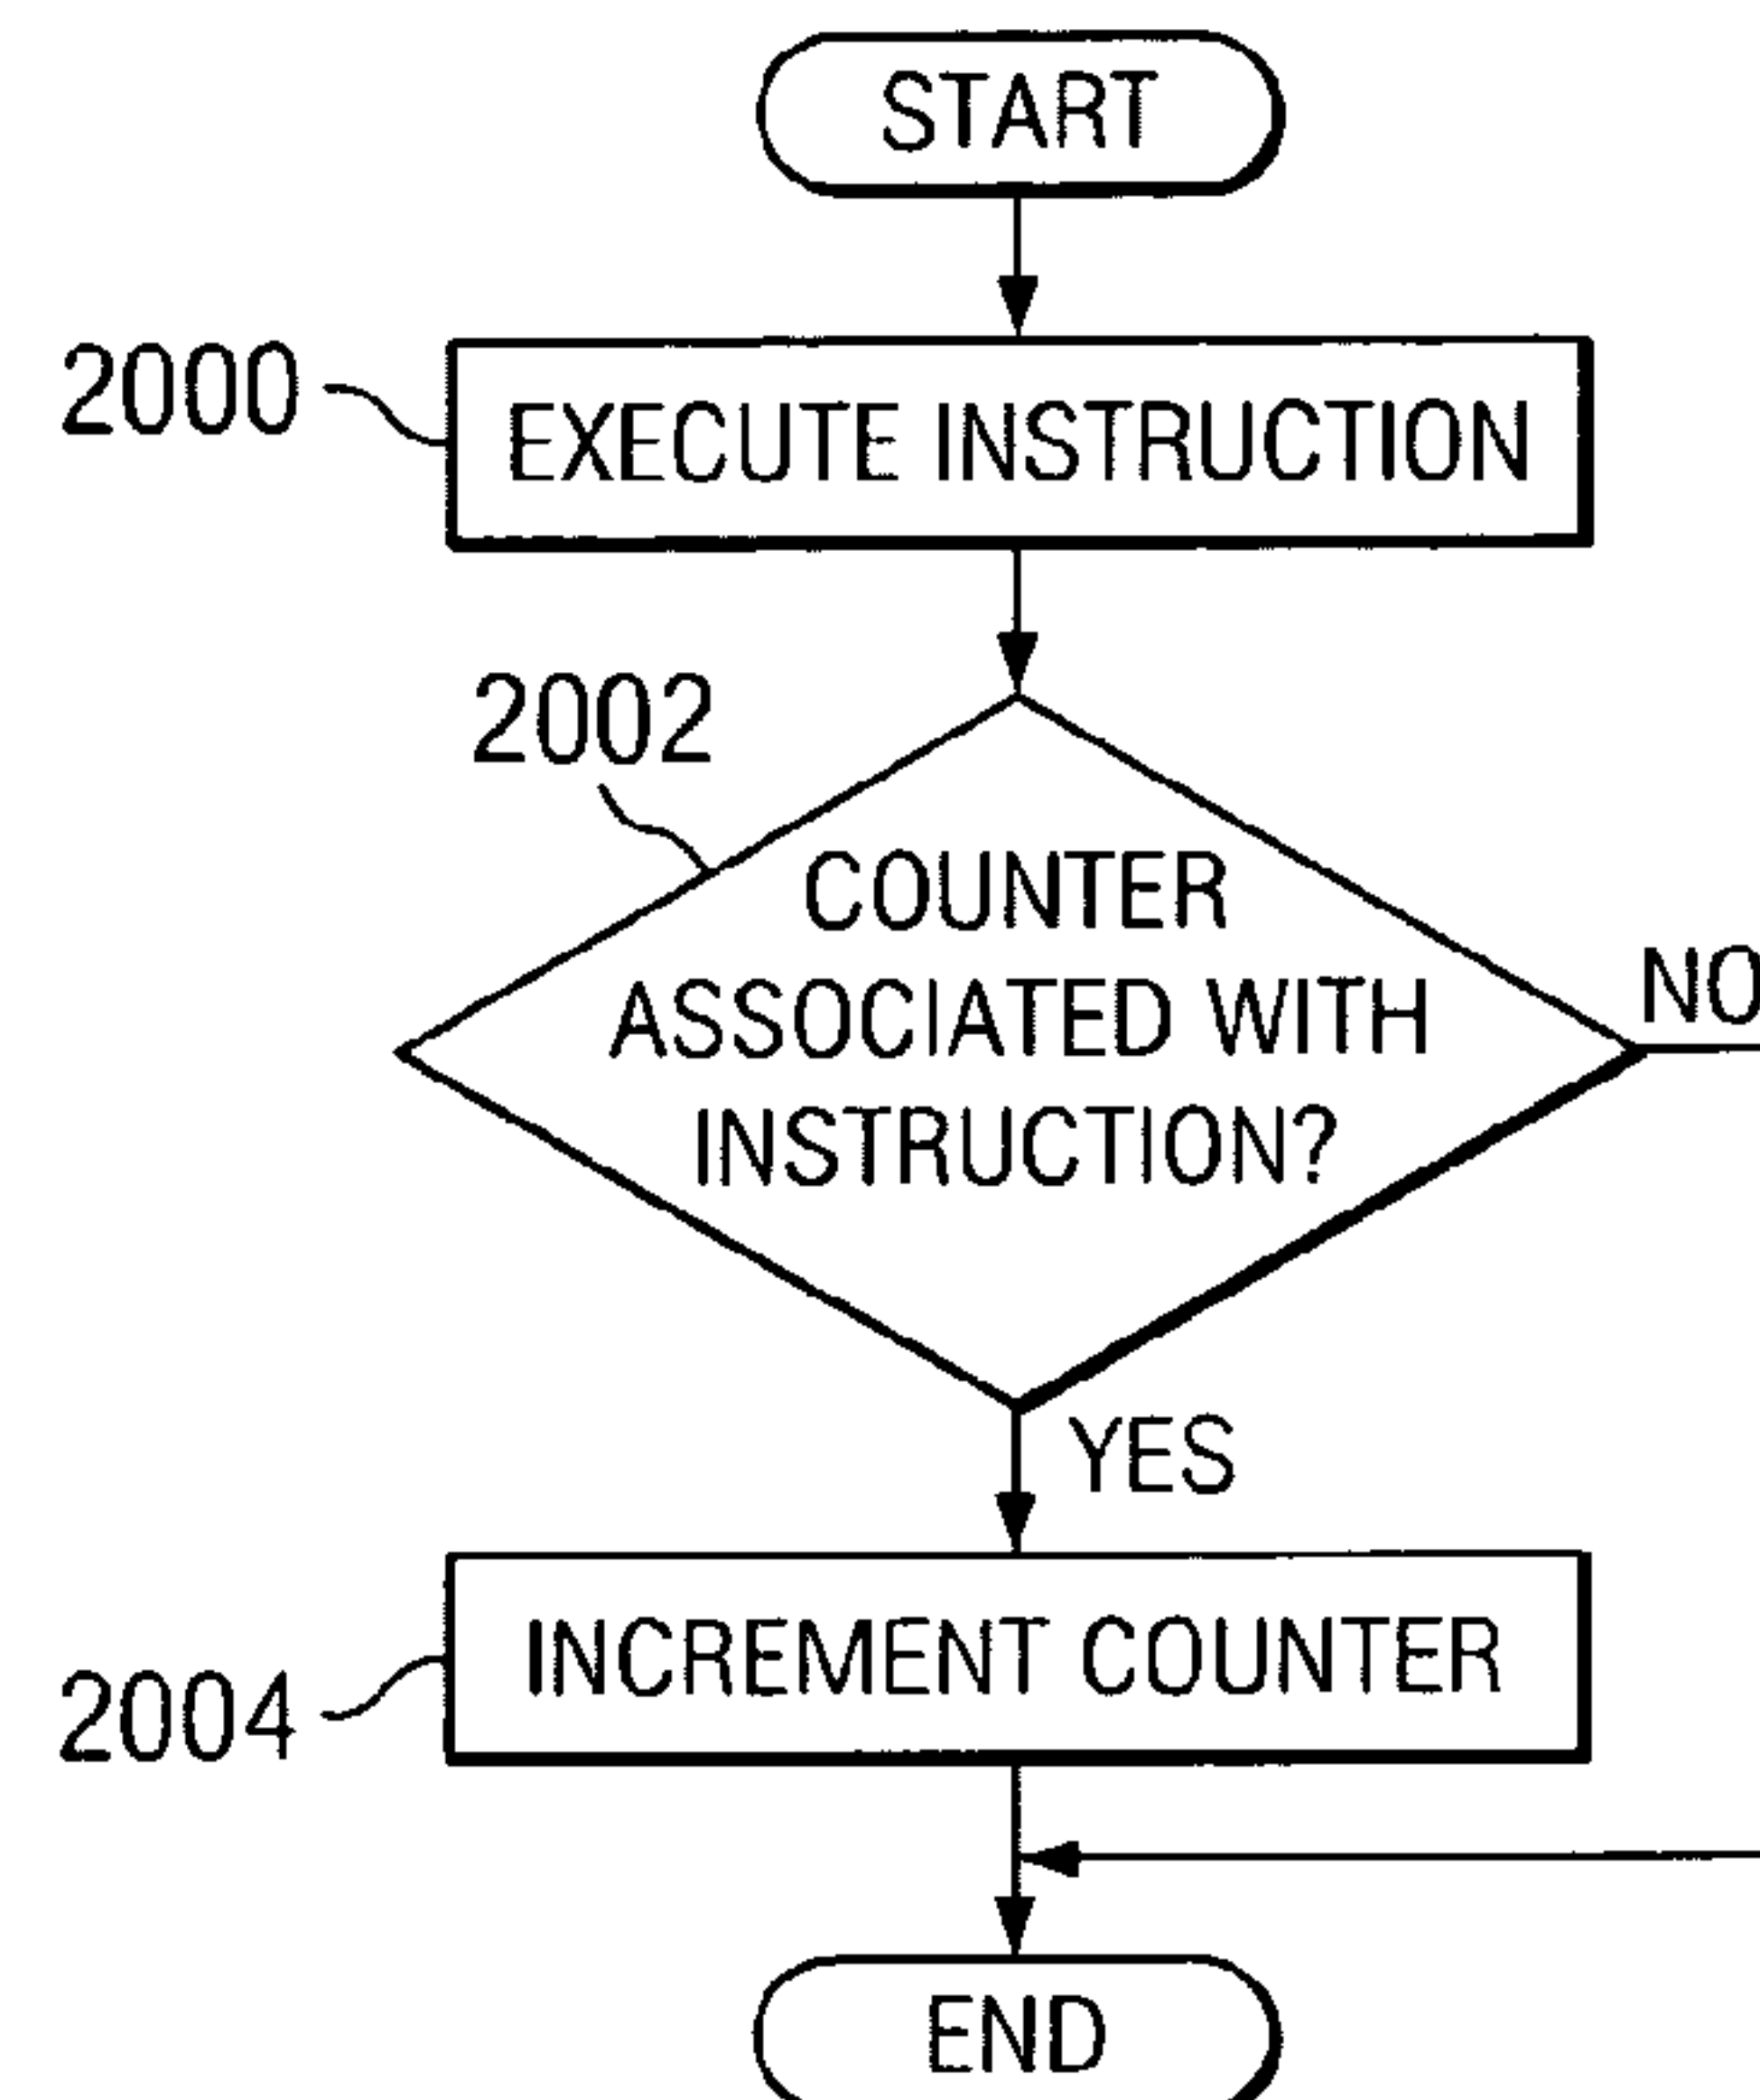 START
2000
EXECUTE INSTRUCTION
2002
COUNTER
ASSOCIATED WITH
INSTRUCTION?
NO
YES
INCREMENT COUNTER
2004
END